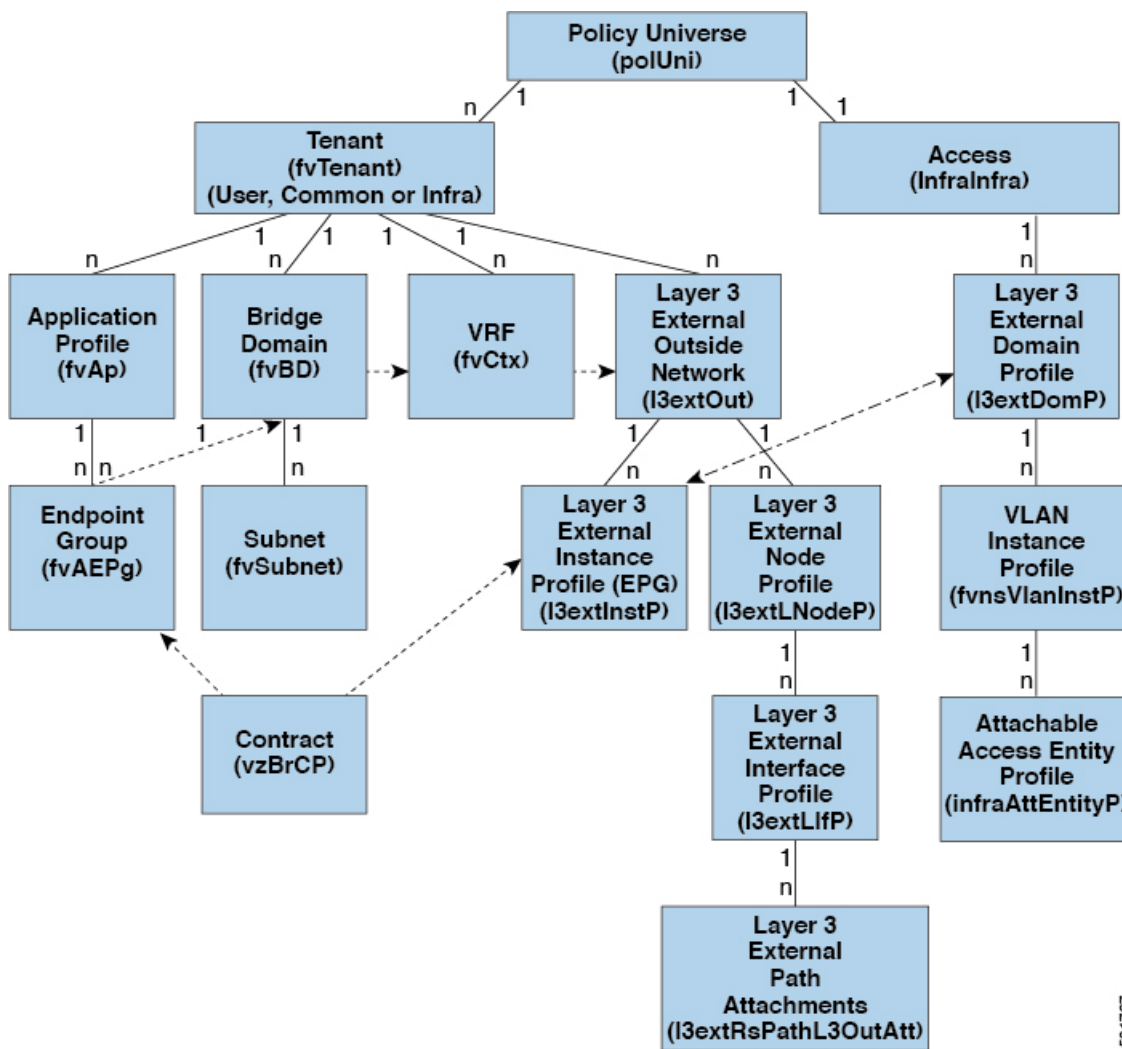 Policy Universe
(polUni)
1
1
n
1
Tenant
(fvTenant)
(User, Common or Infra)
Access
(InfraInfra)
1
1
1
1
1
n
n
n
n
n
Application
Profile
(fvAp)
Bridge
Domain
(fvBD)
VRF
(fvCtx)
Layer 3
External
Outside
Network
(l3extOut)
Layer 3
External
Domain
Profile
(l3extDomP)
1
1
1
1
1
1
n
n
n
n
n
n
Endpoint
Group
(fvAEPg)
Subnet
(fvSubnet)
Layer 3
External
Instance
Profile (EPG)
(l3extInstP)
Layer 3
External
Node
Profile
(l3extLNodeP)
VLAN
Instance
Profile
(fvnsVlanInstP)
1
1
n
n
Contract
(vzBrCP)
Layer 3
External
Interface
Profile
(l3extLIfP)
Attachable
Access Entity
Profile
(infraAttEntityP)
1
n
Layer 3
External
Path
Attachments
(l3extRsPathL3OutAtt)